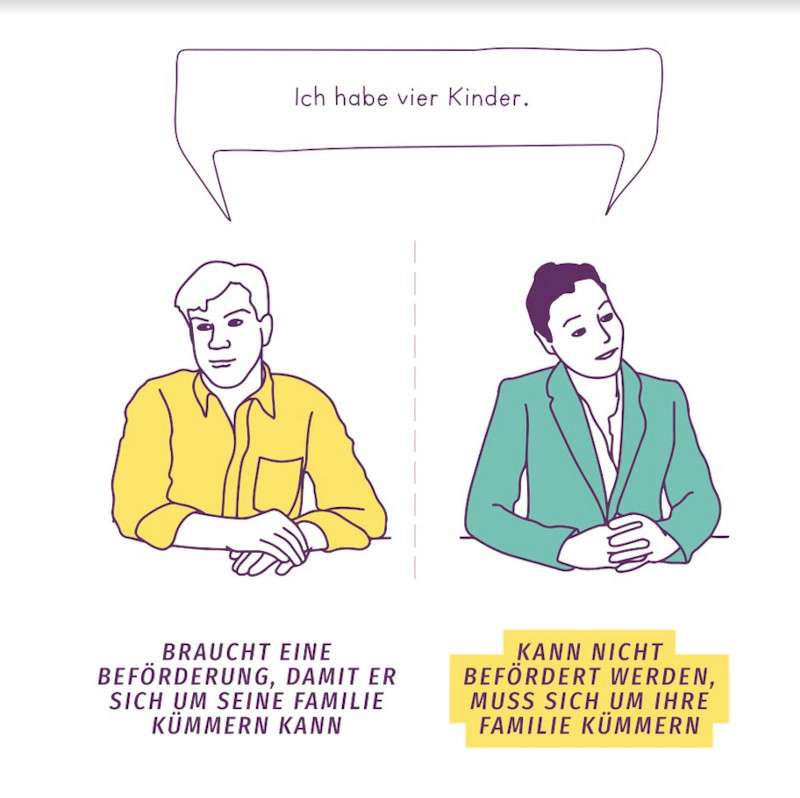 Ich habe vier Kinder.
BRAUCHT EINE
BEFÖRDERUNG, DAMIT ER
SICH UM SEINE FAMILIE
KÜMMERN KANN
KANN NICHT
BEFÖRDERT WERDEN,
MUSS SICH UM IHRE
FAMILIE KÜMMERN